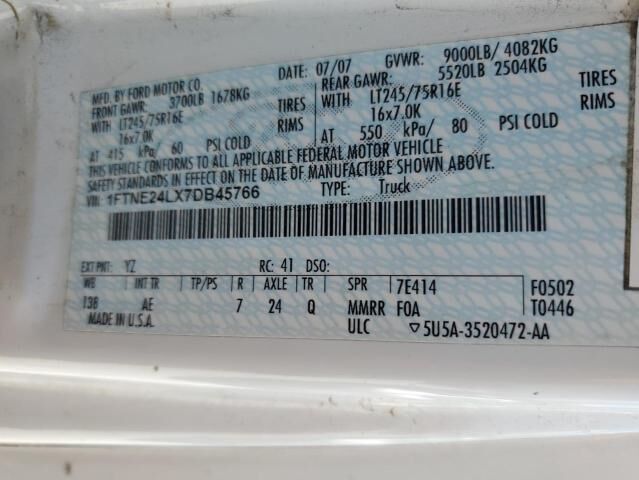 MFD. BY FORD MOTOR CO.
DATE: 07/07 GVWR: 9000LB/ 4082KG
FRONT GAWR: 3700LB 1678KG
REAR GAWR: 5520LB 2504KG
WITH LT245/75R16E TIRES
WITH LT245/75R16E TIRES
16x7.0K RIMS
16x7.0K RIMS
AT 415 kPa/ 60 PSI COLD
AT 550 kPa/ 80 PSI COLD
THIS VEHICLE CONFORMS TO ALL APPLICABLE FEDERAL MOTOR VEHICLE
SAFETY STANDARDS IN EFFECT ON THE DATE OF MANUFACTURE SHOWN ABOVE.
VIN: 1FTNE24LX7DB45766
TYPE: Truck
EXT PNT: YZ RC: 41 DSO:
WB INT TR TP/PS R AXLE TR SPR 7E414 F0502
138 AE 7 24 Q MMRR FOA T0446
MADE IN U.S.A. ULC 5U5A-3520472-AA